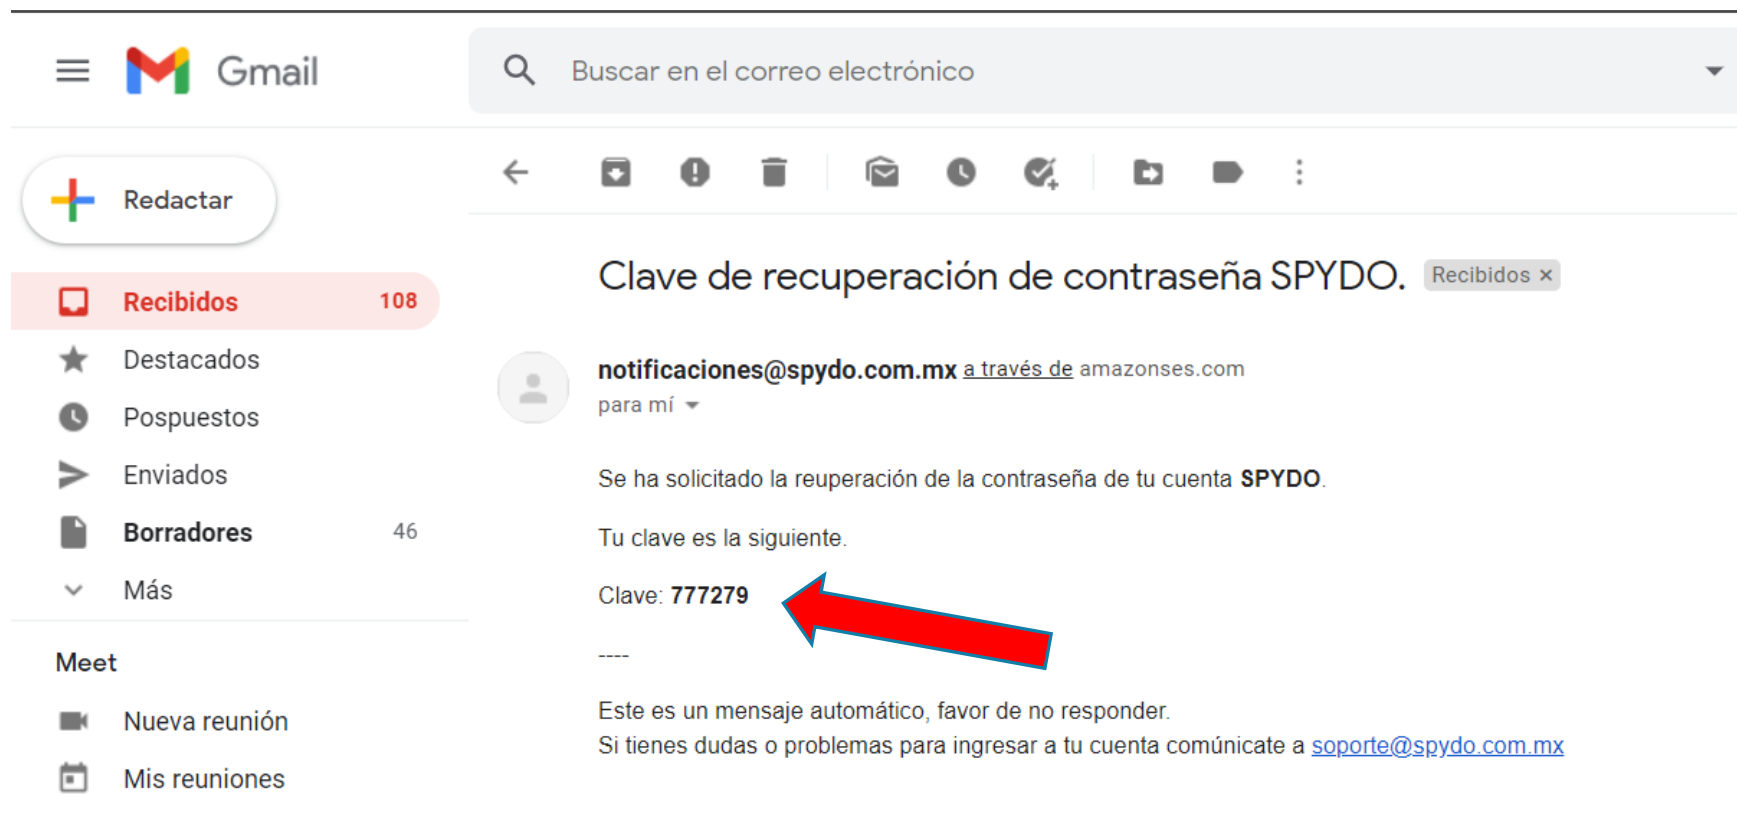 Gmail
Buscar en el correo electrónico
Redactar
Recibidos 108
Destacados
Pospuestos
Enviados
Borradores 46
Más
Meet
Nueva reunión
Mis reuniones
Clave de recuperación de contraseña SPYDO. Recibidos ×
notificaciones@spydo.com.mx a través de amazonses.com
para mí
Se ha solicitado la reuperación de la contraseña de tu cuenta SPYDO.
Tu clave es la siguiente.
Clave: 777279
----
Este es un mensaje automático, favor de no responder.
Si tienes dudas o problemas para ingresar a tu cuenta comúnicate a soporte@spydo.com.mx